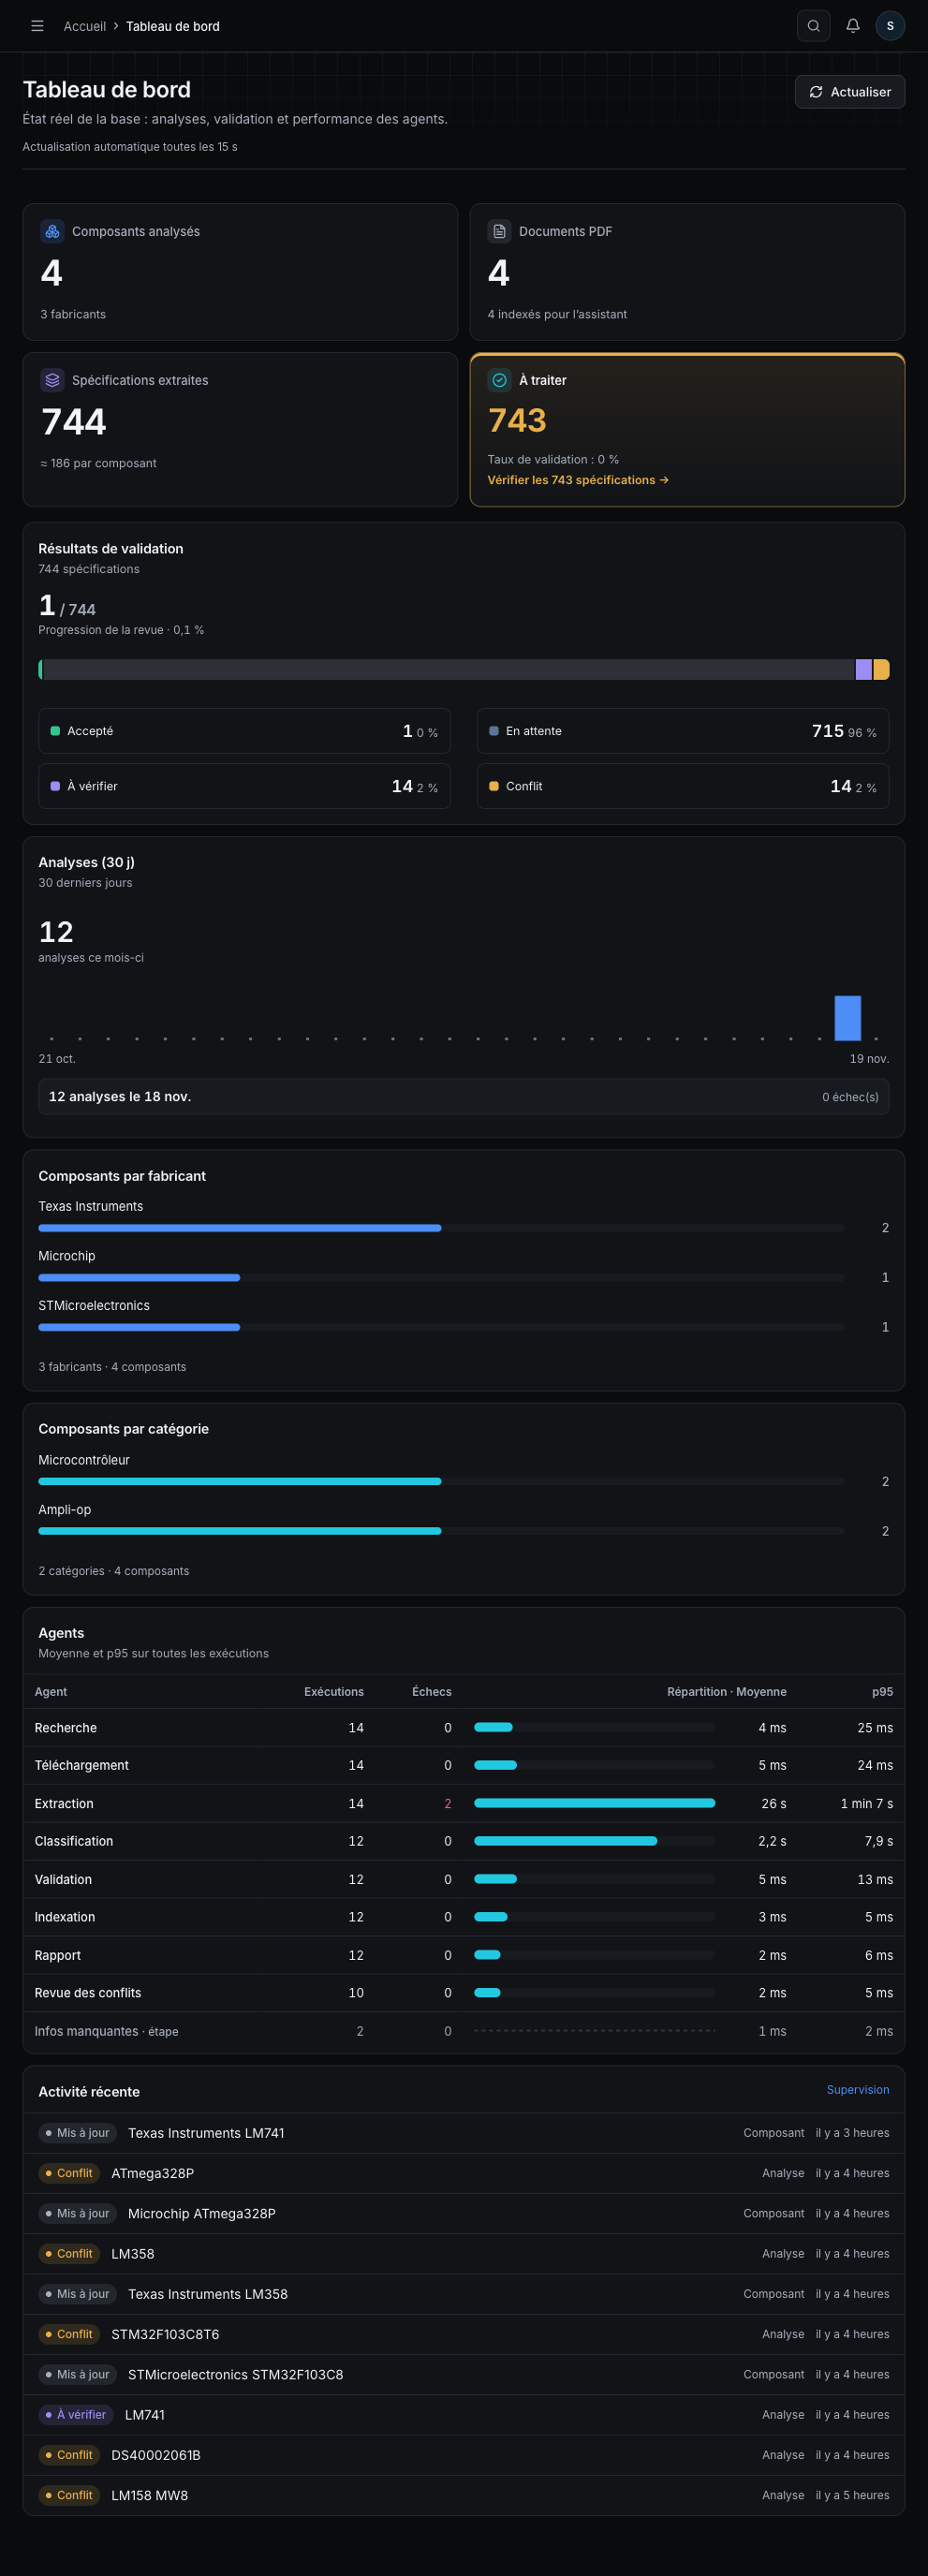 Accueil > Tableau de bord
S
Tableau de bord
Actualiser
État réel de la base : analyses, validation et performance des agents.
Actualisation automatique toutes les 15 s
Composants analysés
4
3 fabricants
Documents PDF
4
4 indexés pour l'assistant
Spécifications extraites
744
≈ 186 par composant
À traiter
743
Taux de validation : 0 %
Vérifier les 743 spécifications →
Résultats de validation
744 spécifications
1 / 744
Progression de la revue · 0,1 %
Accepté 1 0 %
En attente 715 96 %
À vérifier 14 2 %
Conflit 14 2 %
Analyses (30 j)
30 derniers jours
12
analyses ce mois-ci
21 oct. 19 nov.
12 analyses le 18 nov. 0 échec(s)
Composants par fabricant
Texas Instruments
2
Microchip
1
STMicroelectronics
1
3 fabricants · 4 composants
Composants par catégorie
Microcontrôleur
2
Ampli-op
2
2 catégories · 4 composants
Agents
Moyenne et p95 sur toutes les exécutions
Agent Exécutions Échecs Répartition · Moyenne p95
Recherche 14 0 4 ms 25 ms
Téléchargement 14 0 5 ms 24 ms
Extraction 14 2 26 s 1 min 7 s
Classification 12 0 2,2 s 7,9 s
Validation 12 0 5 ms 13 ms
Indexation 12 0 3 ms 5 ms
Rapport 12 0 2 ms 6 ms
Revue des conflits 10 0 2 ms 5 ms
Infos manquantes · étape 2 0 1 ms 2 ms
Activité récente Supervision
Mis à jour Texas Instruments LM741 Composant il y a 3 heures
Conflit ATmega328P Analyse il y a 4 heures
Mis à jour Microchip ATmega328P Composant il y a 4 heures
Conflit LM358 Analyse il y a 4 heures
Mis à jour Texas Instruments LM358 Composant il y a 4 heures
Conflit STM32F103C8T6 Analyse il y a 4 heures
Mis à jour STMicroelectronics STM32F103C8 Composant il y a 4 heures
À vérifier LM741 Analyse il y a 4 heures
Conflit DS40002061B Analyse il y a 4 heures
Conflit LM158 MW8 Analyse il y a 5 heures